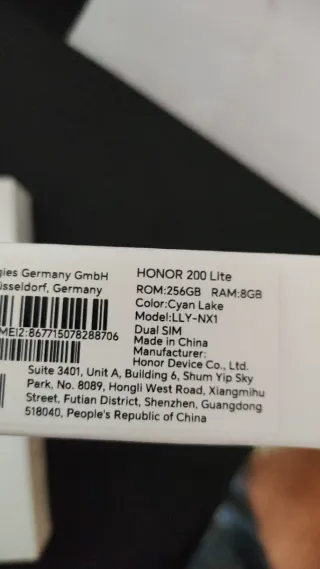 gies Germany GmbH
üsseldorf, Germany
MEI2:867715078288706
HONOR 200 Lite
ROM:256GB RAM:8GB
Color:Cyan Lake
Model:LLY-NX1
Dual SIM
Made in China
Manufacturer:
Honor Device Co., Ltd.
Suite 3401, Unit A, Building 6, Shum Yip Sky
Park, No. 8089, Hongli West Road, Xiangmihu
Street, Futian District, Shenzhen, Guangdong
518040, People's Republic of China